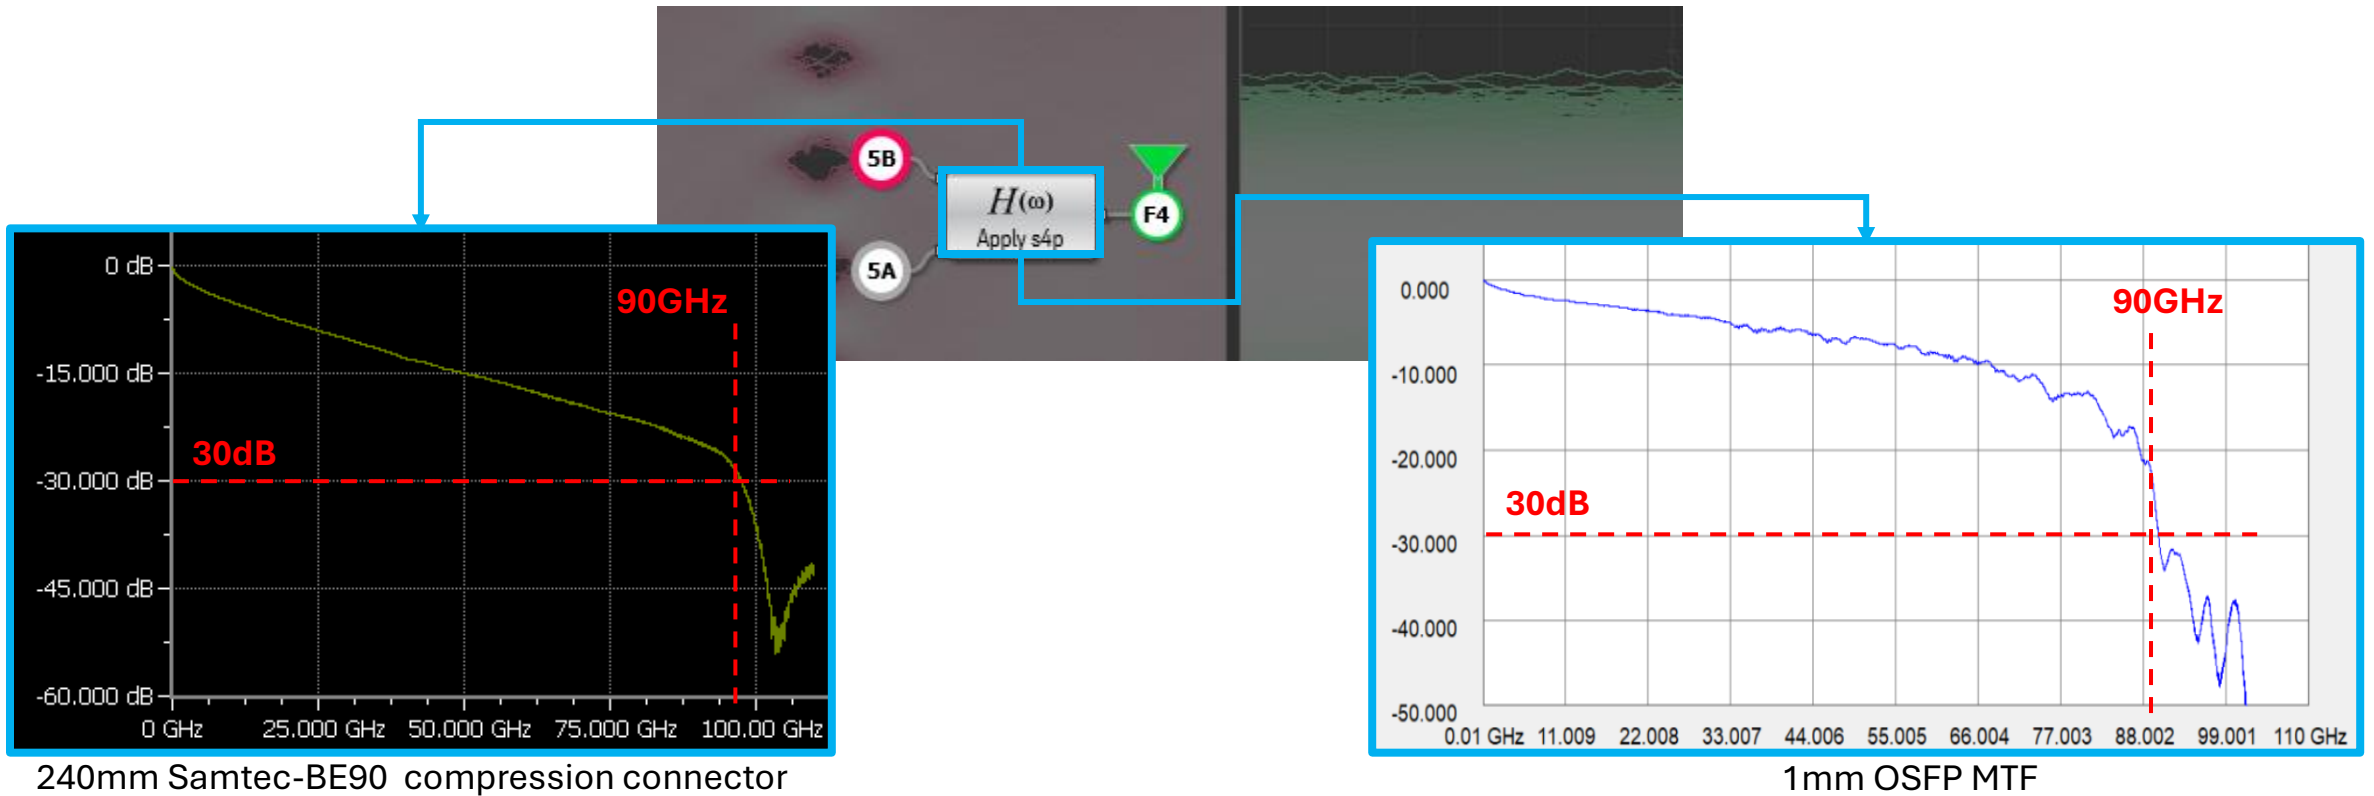 5B
H(ω)
Apply s4p
F4
5A
0 dB
-15.000 dB
-30.000 dB
-45.000 dB
-60.000 dB
0 GHz 25.000 GHz 50.000 GHz 75.000 GHz 100.00 GHz
90GHz
30dB
240mm Samtec-BE90 compression connector
0.000
-10.000
-20.000
-30.000
-40.000
-50.000
0.01 GHz 11.009 22.008 33.007 44.006 55.005 66.004 77.003 88.002 99.001 110 GHz
90GHz
30dB
1mm OSFP MTF